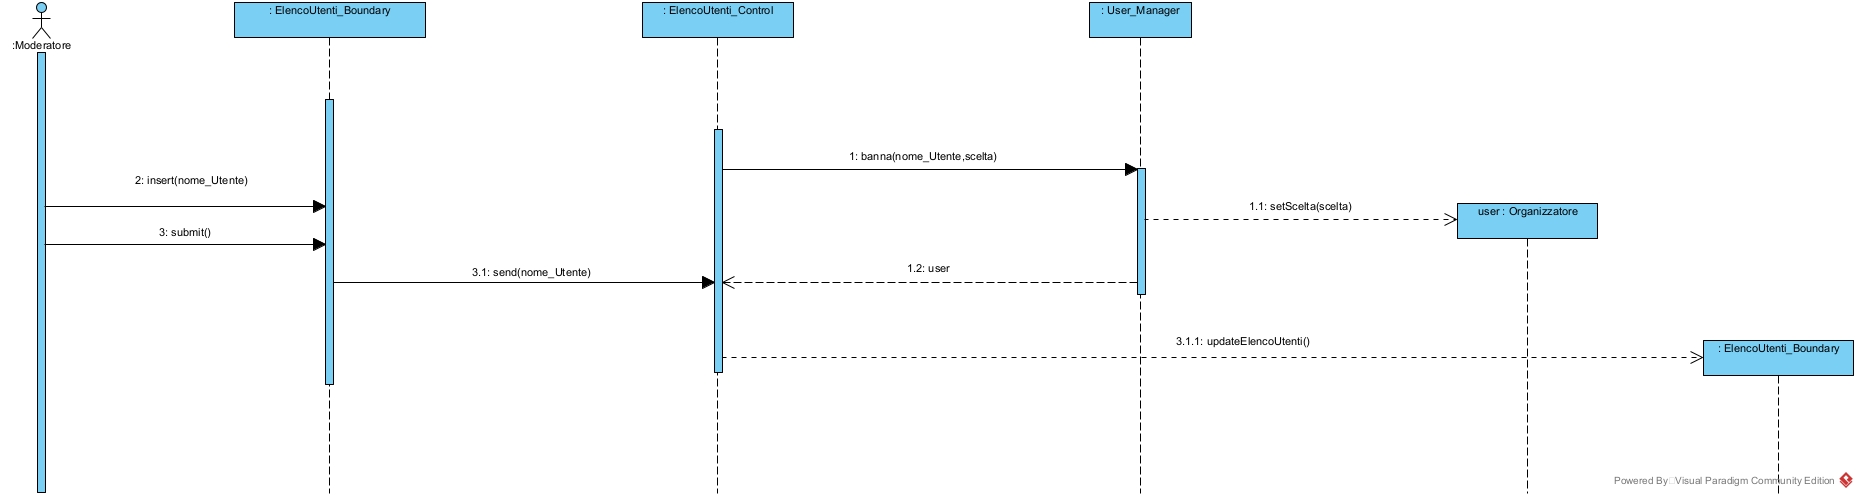 : ElencoUtenti_Boundary
: ElencoUtenti_Control
: User_Manager
:Moderatore
1: banna(nome_Utente,scelta)
2: insert(nome_Utente)
1.1: setScelta(scelta)
user : Organizzatore
3: submit()
3.1: send(nome_Utente)
1.2: user
3.1.1: updateElencoUtenti()
: ElencoUtenti_Boundary
Powered By Visual Paradigm Community Edition